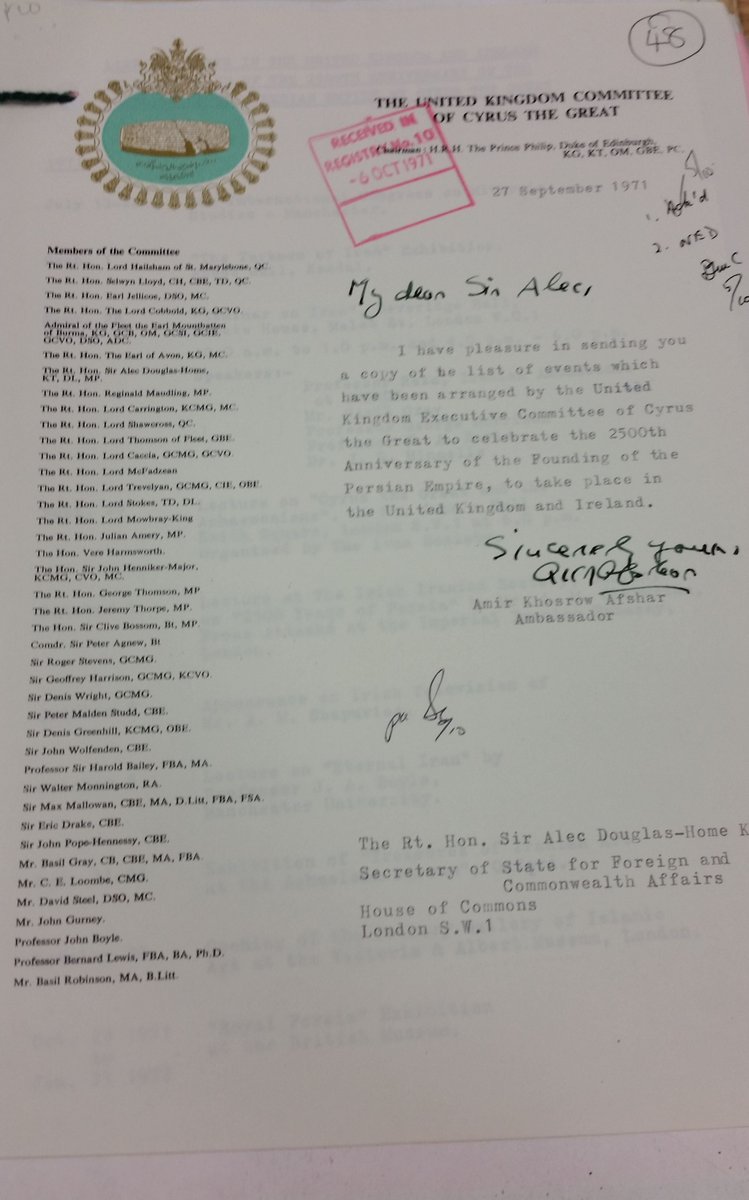 458
THE UNITED KINGDOM COMMITTEE
OF CYRUS THE GREAT
Chairman: H.R.H. The Prince Philip, Duke of Edinburgh,
KG, KT, OM, GBE, PC.
RECEIVED IN
REGISTRY No. 10
-6 OCT 1971
27 September 1971
1. Ack'd
2. NED
Members of the Committee
The Rt. Hon. Lord Hailsham of St. Marylebone, QC.
The Rt. Hon. Selwyn Lloyd, CH, CBE, TD, QC.
The Rt. Hon. Earl Jellicoe, DSO, MC.
The Rt. Hon. The Lord Cobbold, KG, GCVO.
Admiral of the Fleet the Earl Mountbatten
of Burma, KG, GCB, OM, GCSI, GCIE,
GCVO, DSO, ADC.
The Rt. Hon. The Earl of Avon, KG, MC.
The Rt. Hon. Sir Alec Douglas-Home,
KT, DL, MP.
The Rt. Hon. Reginald Maudling, MP.
The Rt. Hon. Lord Carrington, KCMG, MC.
The Rt. Hon. Lord Shawcross, QC.
The Rt. Hon. Lord Thomson of Fleet, GBE.
The Rt. Hon. Lord Caccia, GCMG, GCVO.
The Rt. Hon. Lord McFadzean
The Rt. Hon. Lord Trevelyan, GCMG, CIE, OBE.
The Rt. Hon. Lord Stokes, TD, DL.
The Rt. Hon. Lord Mowbray-King
The Rt. Hon. Julian Amery, MP.
The Hon. Vere Harmsworth.
The Hon. Sir John Henniker-Major,
KCMG, CVO, MC.
The Rt. Hon. George Thomson, MP
The Rt. Hon. Jeremy Thorpe, MP.
The Hon. Sir Clive Bossom, Bt, MP.
Comdr. Sir Peter Agnew, Bt
Sir Roger Stevens, GCMG.
Sir Geoffrey Harrison, GCMG, KCVO.
Sir Denis Wright, GCMG.
Sir Peter Malden Studd, CBE.
Sir Denis Greenhill, KCMG, OBE.
Sir John Wolfenden, CBE.
Professor Sir Harold Bailey, FBA, MA.
Sir Walter Monnington, RA.
Sir Max Mallowan, CBE, MA, D.Litt, FBA, FSA.
Sir Eric Drake, CBE.
Sir John Pope-Hennessy, CBE.
Mr. Basil Gray, CB, CBE, MA, FBA.
Mr. C. E. Loombe, CMG.
Mr. David Steel, DSO, MC.
Mr. John Gurney.
Professor John Boyle.
Professor Bernard Lewis, FBA, BA, Ph.D.
Mr. Basil Robinson, MA, B.Litt.
My dear Sir Alec,
I have pleasure in sending you
a copy of he list of events which
have been arranged by the United
Kingdom Executive Committee of Cyrus
the Great to celebrate the 2500th
Anniversary of the Founding of the
Persian Empire, to take place in
the United Kingdom and Ireland.
Sincerely yours,
Amir Khosrow Afshar
Ambassador
The Rt. Hon. Sir Alec Douglas-Home K
Secretary of State for Foreign and
Commonwealth Affairs
House of Commons
London S.W.1